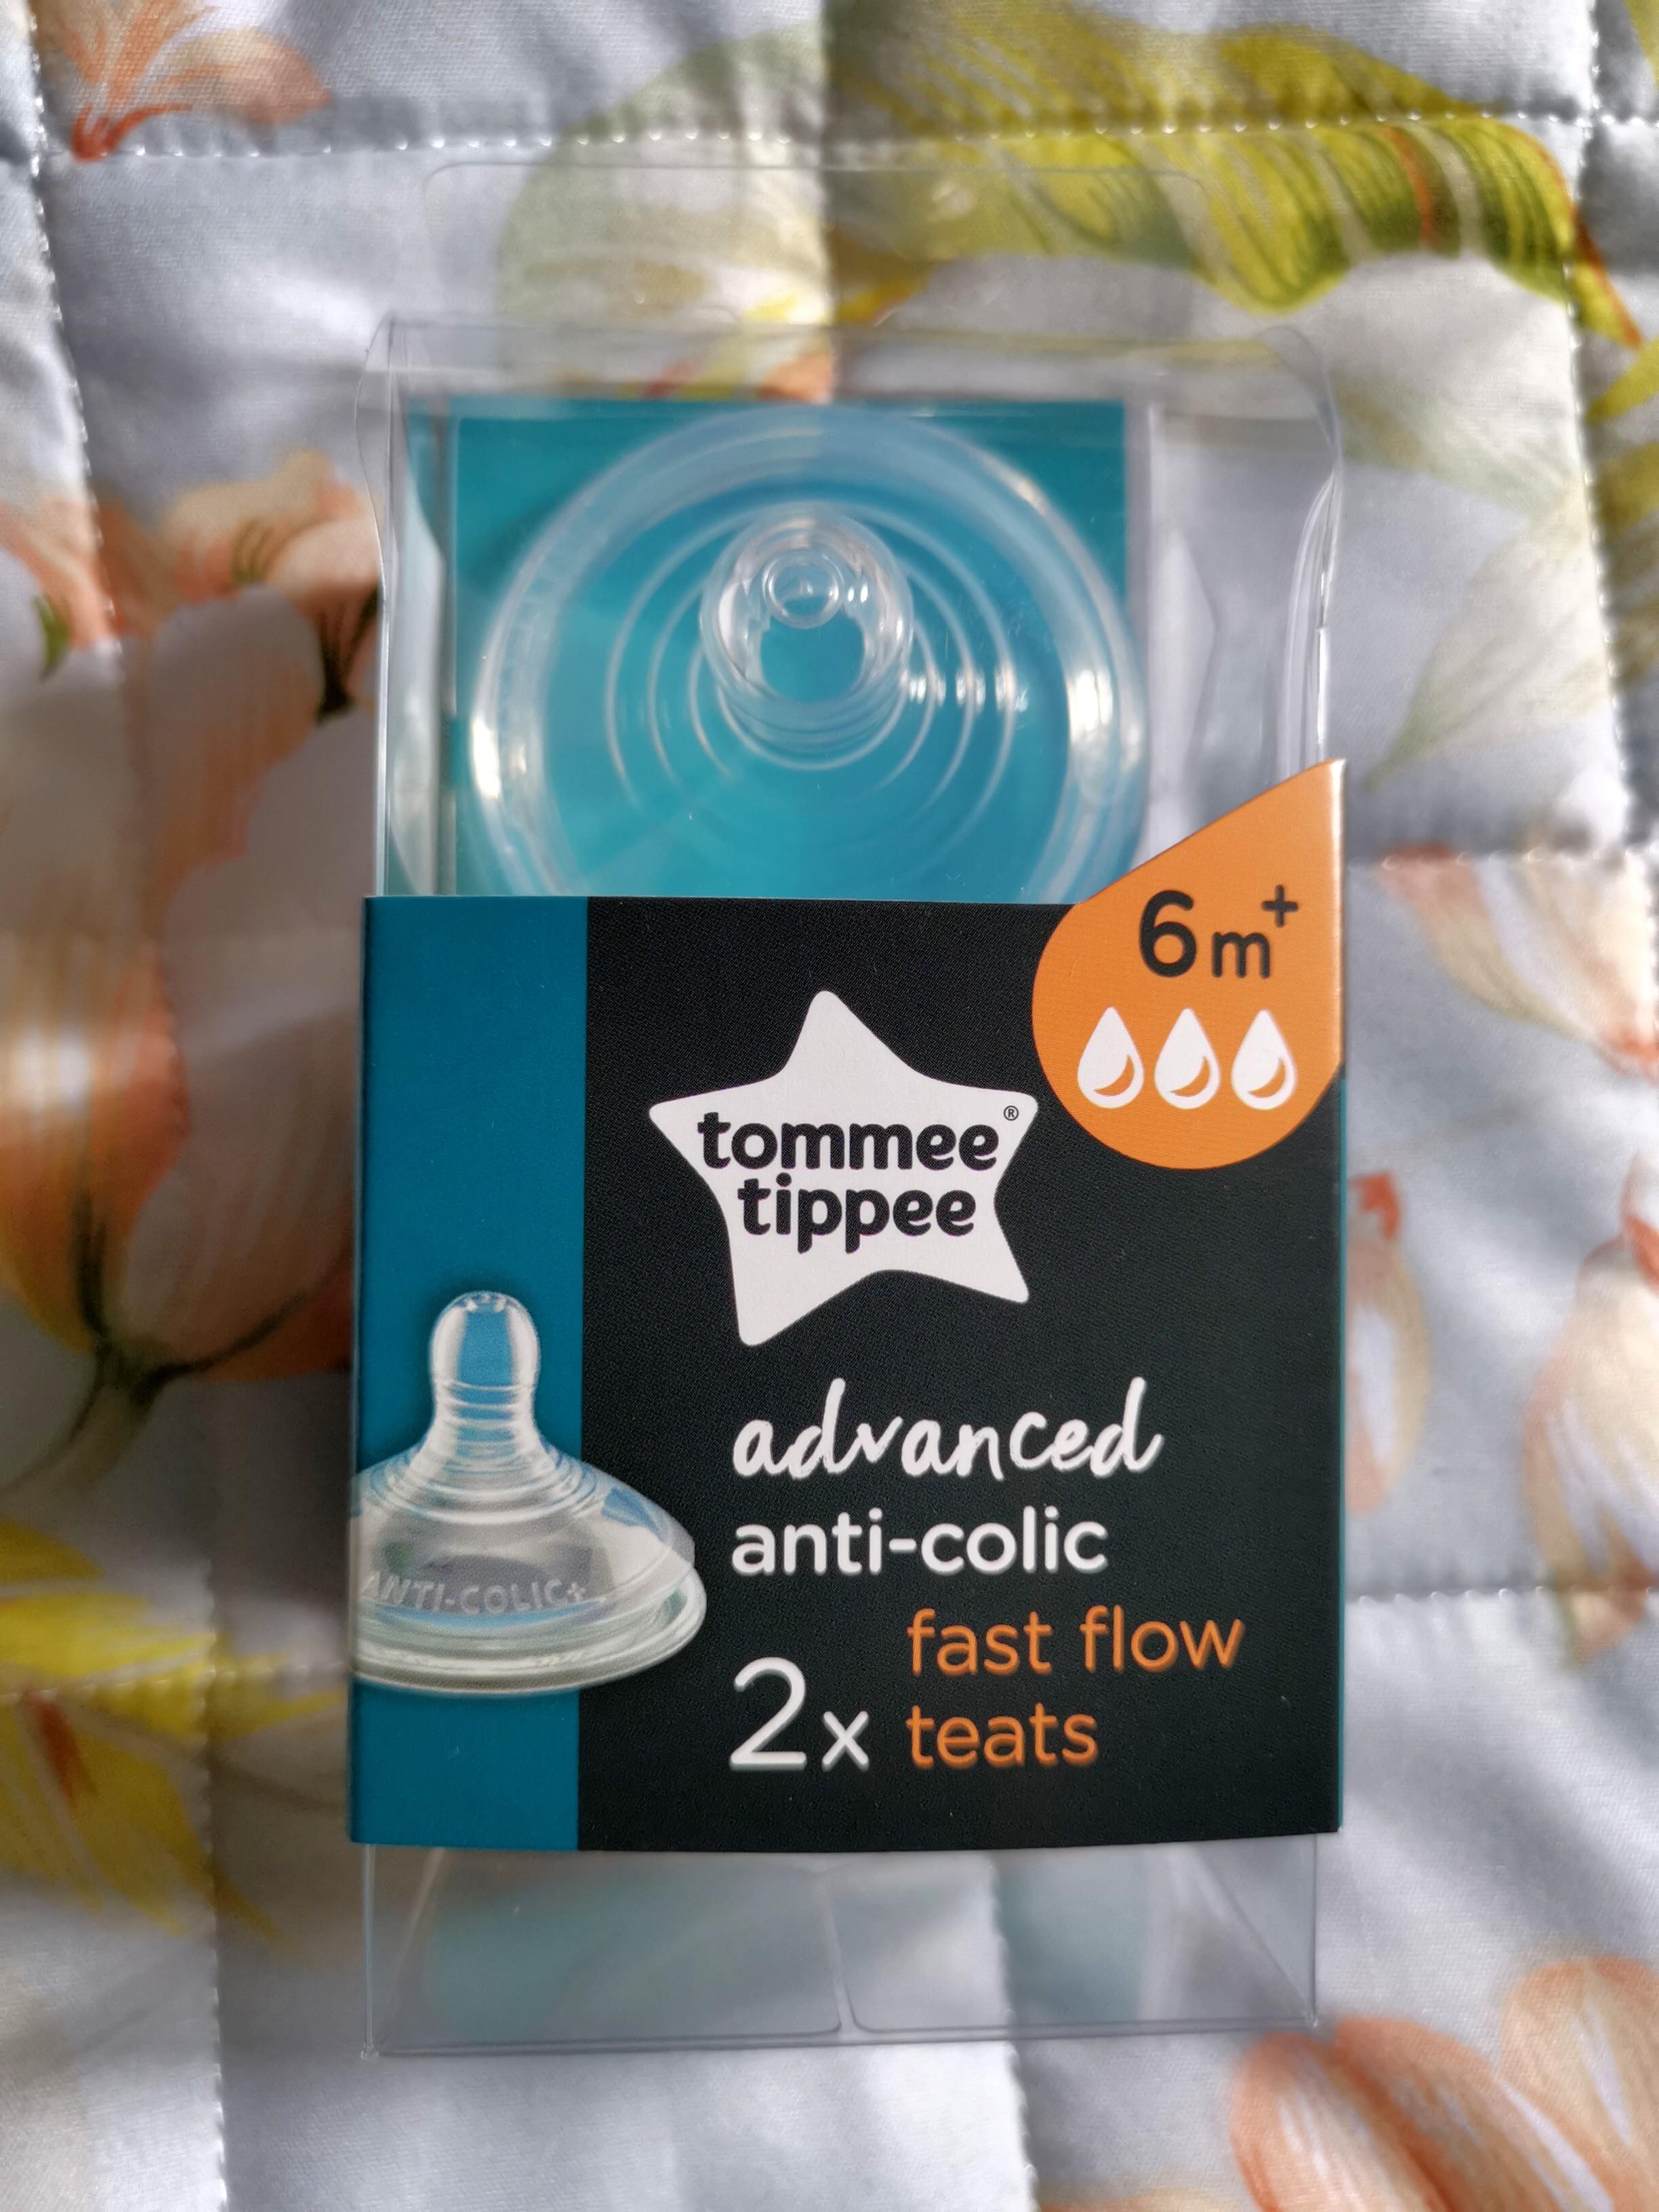 6m+
tommee®
tippee
advanced
anti-colic
ANTI-COLIC+
2x fast flow
teats